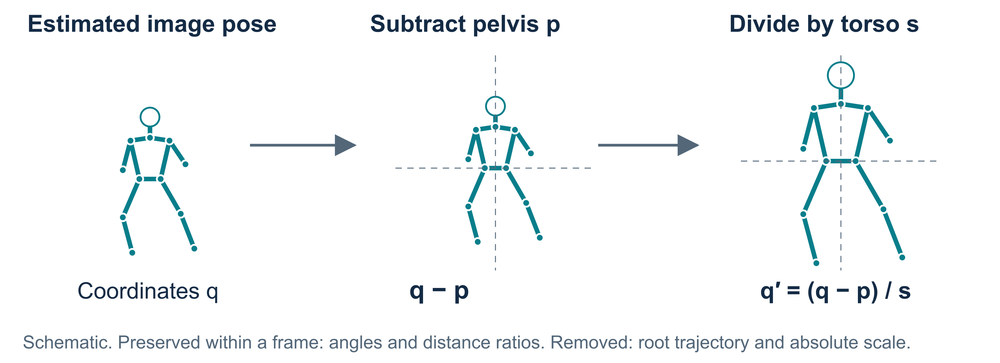 Estimated image pose
Subtract pelvis p
Divide by torso s
Coordinates q
q − p
q′ = (q − p) / s
Schematic. Preserved within a frame: angles and distance ratios. Removed: root trajectory and absolute scale.